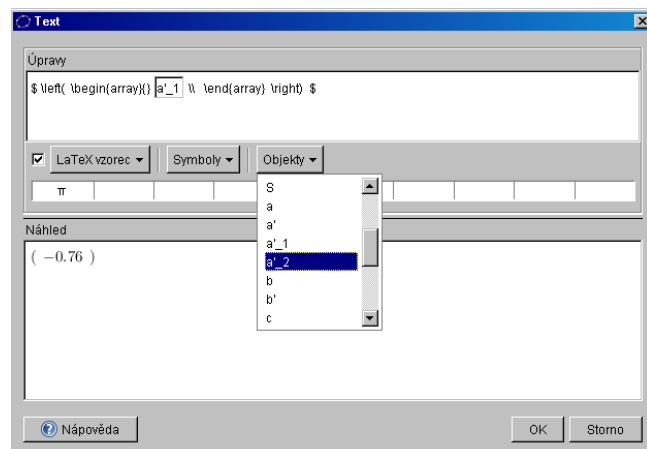 Text
Úpravy
$ \left( \begin{array}{} a'_1 \\ \end{array} \right) $
LaTeX vzorec
Symboly
Objekty
π
S
a
a'
a'_1
a'_2
b
b'
c
Náhled
( −0.76 )
Nápověda
OK
Storno